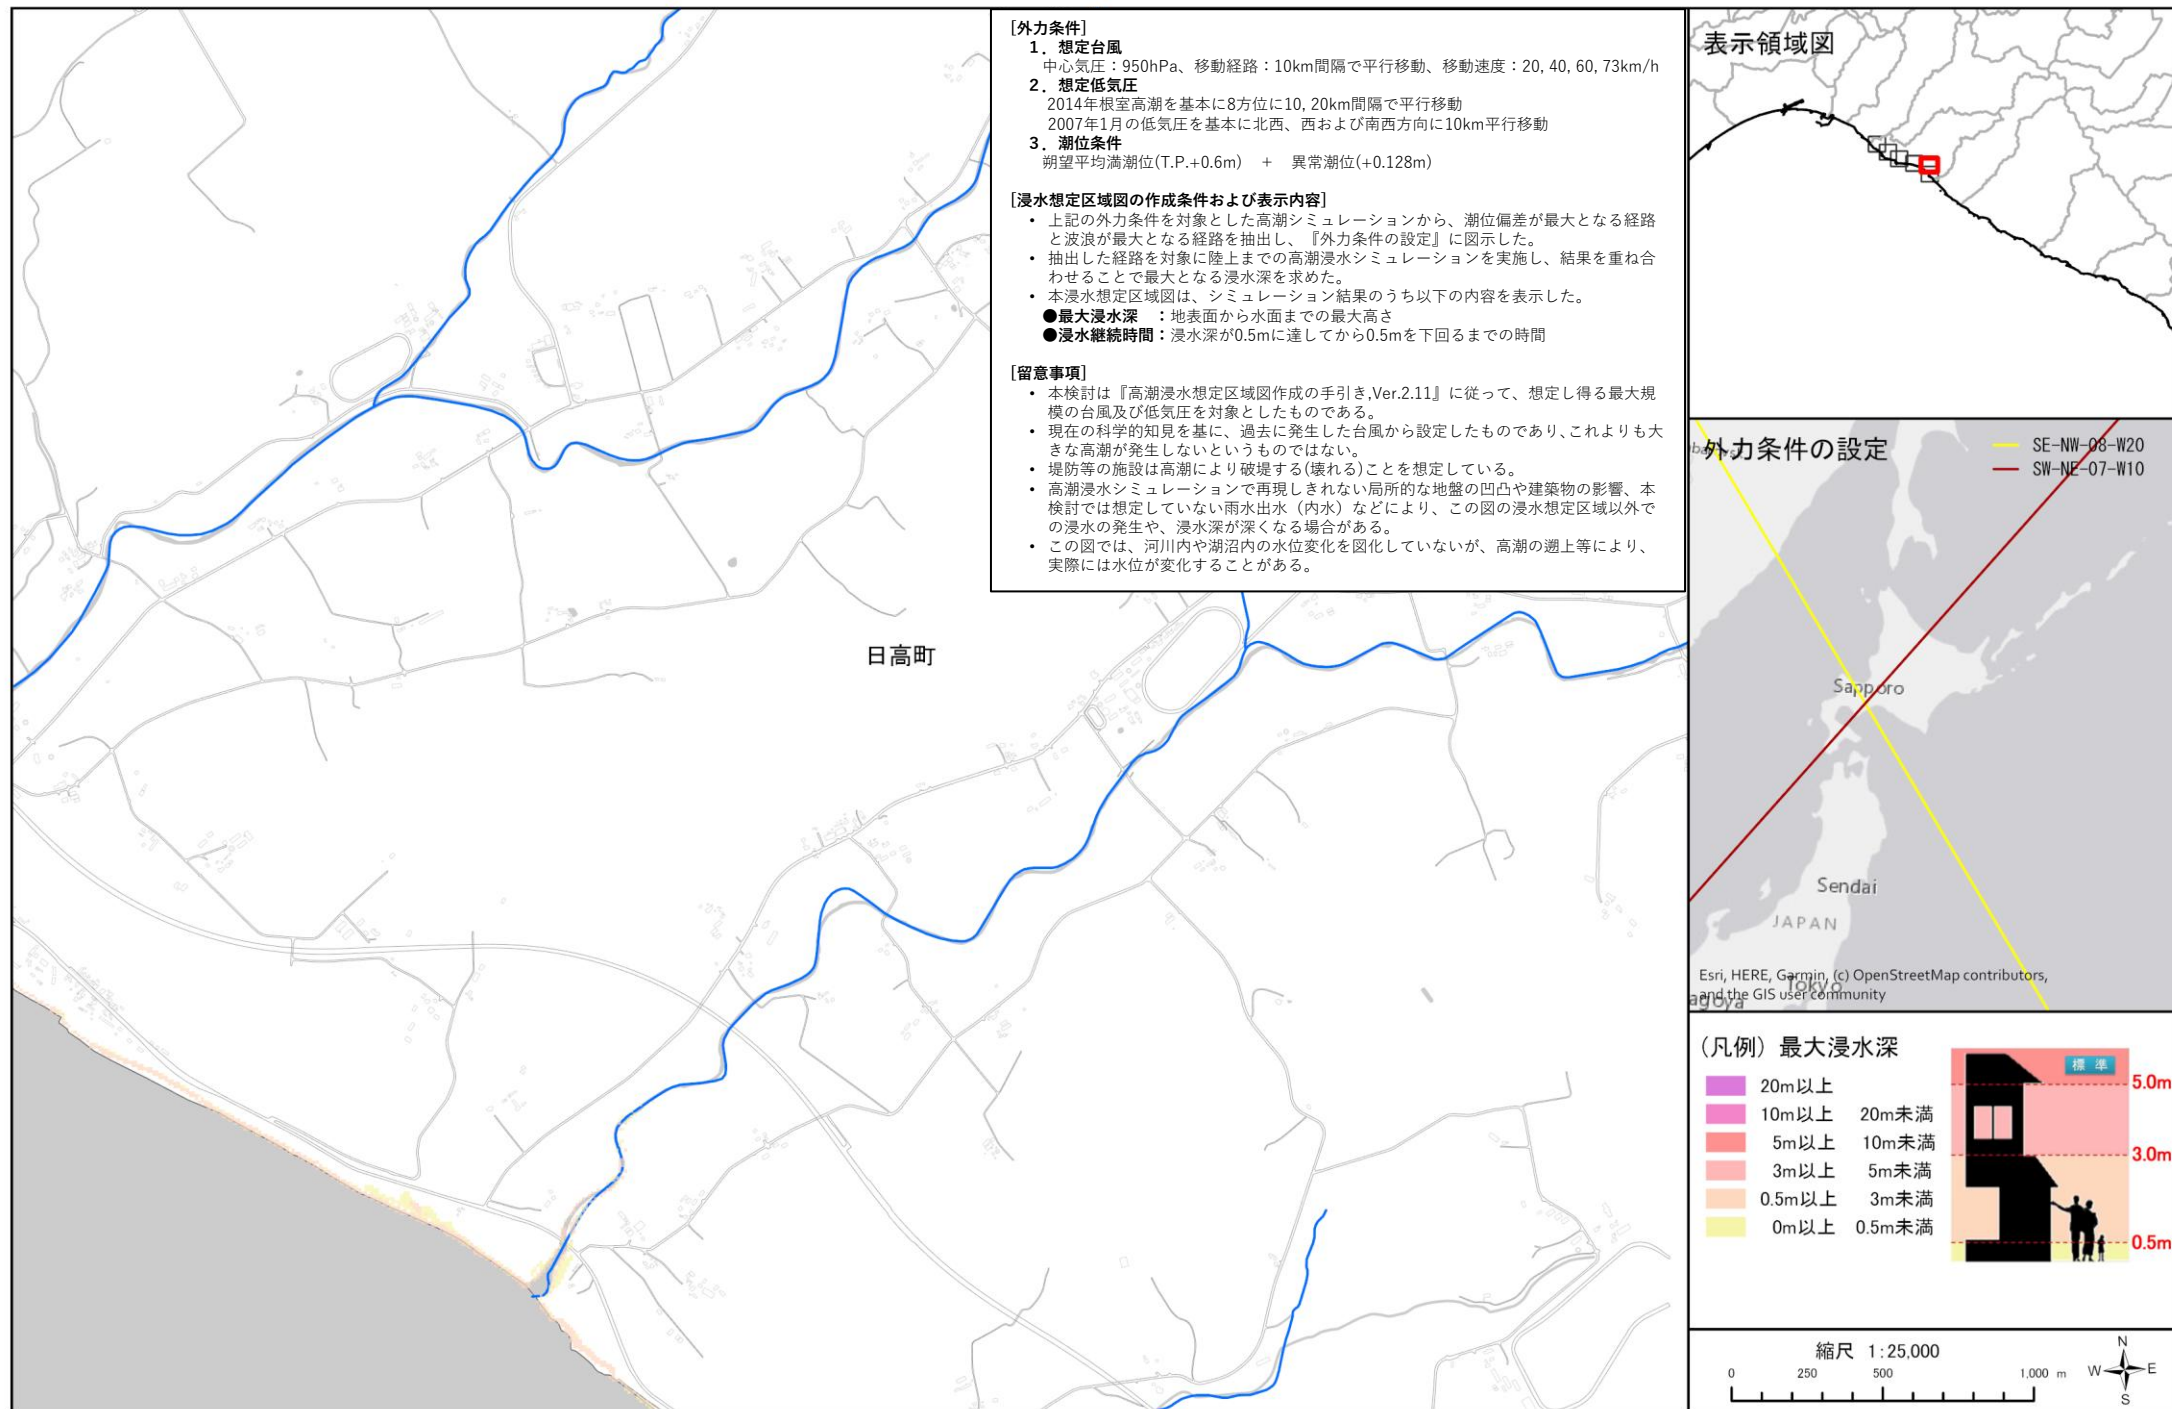 [外力条件]
1．想定台風
中心気圧：950hPa、移動経路：10km間隔で平行移動、移動速度：20, 40, 60, 73km/h
2．想定低気圧
2014年根室高潮を基本に8方位に10, 20km間隔で平行移動
2007年1月の低気圧を基本に北西、西および南西方向に10km平行移動
3．潮位条件
朔望平均満潮位(T.P.+0.6m)　+　異常潮位(+0.128m)
[浸水想定区域図の作成条件および表示内容]
• 上記の外力条件を対象とした高潮シミュレーションから、潮位偏差が最大となる経路
と波浪が最大となる経路を抽出し、『外力条件の設定』に図示した。
• 抽出した経路を対象に陸上までの高潮浸水シミュレーションを実施し、結果を重ね合
わせることで最大となる浸水深を求めた。
• 本浸水想定区域図は、シミュレーション結果のうち以下の内容を表示した。
●最大浸水深　：地表面から水面までの最大高さ
●浸水継続時間：浸水深が0.5mに達してから0.5mを下回るまでの時間
[留意事項]
• 本検討は『高潮浸水想定区域図作成の手引き,Ver.2.11』に従って、想定し得る最大規
模の台風及び低気圧を対象としたものである。
• 現在の科学的知見を基に、過去に発生した台風から設定したものであり、これよりも大
きな高潮が発生しないというものではない。
• 堤防等の施設は高潮により破堤する(壊れる)ことを想定している。
• 高潮浸水シミュレーションで再現しきれない局所的な地盤の凹凸や建築物の影響、本
検討では想定していない雨水出水（内水）などにより、この図の浸水想定区域以外で
の浸水の発生や、浸水深が深くなる場合がある。
• この図では、河川内や湖沼内の水位変化を図化していないが、高潮の遡上等により、
実際には水位が変化することがある。
日高町
表示領域図
外力条件の設定
SE-NW-08-W20
SW-NE-07-W10
Sapporo
Sendai
JAPAN
Tokyo
agoya
Esri, HERE, Garmin, (c) OpenStreetMap contributors,
and the GIS user community
（凡例）最大浸水深
20m以上
10m以上　20m未満
5m以上　10m未満
3m以上　5m未満
0.5m以上　3m未満
0m以上　0.5m未満
標準
5.0m
3.0m
0.5m
縮尺 1:25,000
0 250 500 1,000 m
N
W E
S